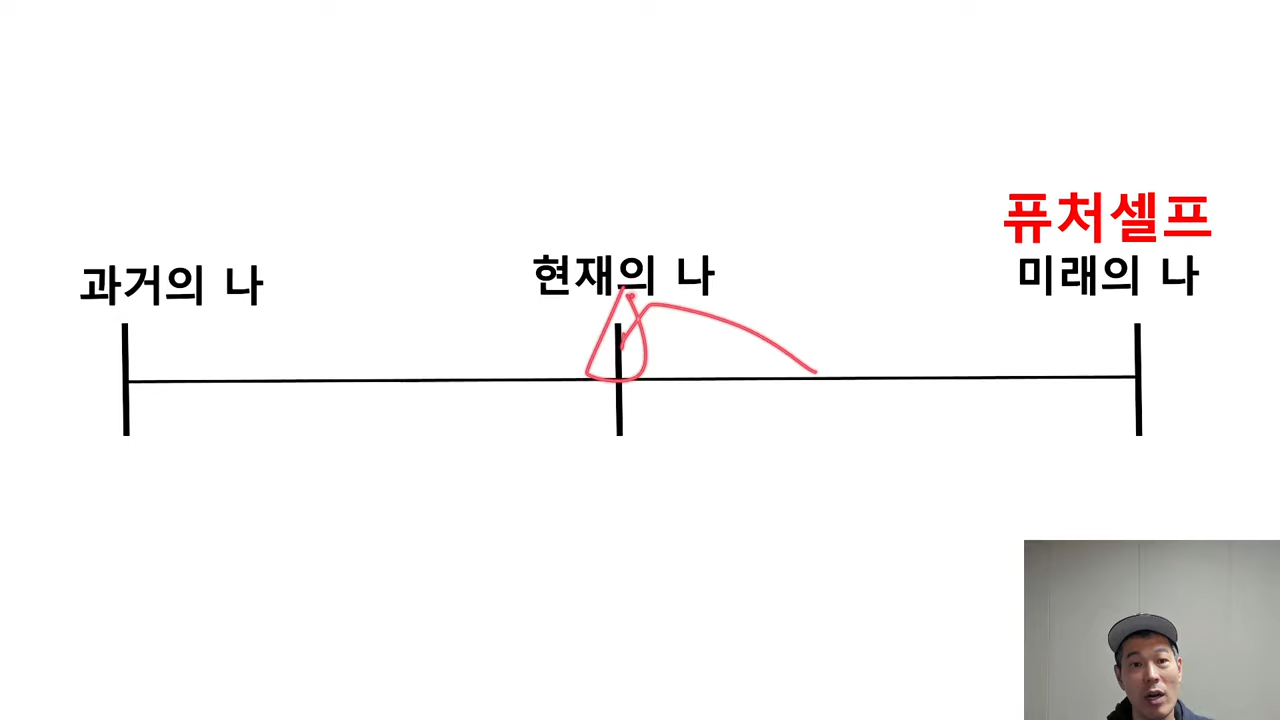 과거의 나
현재의 나
퓨처셀프
미래의 나